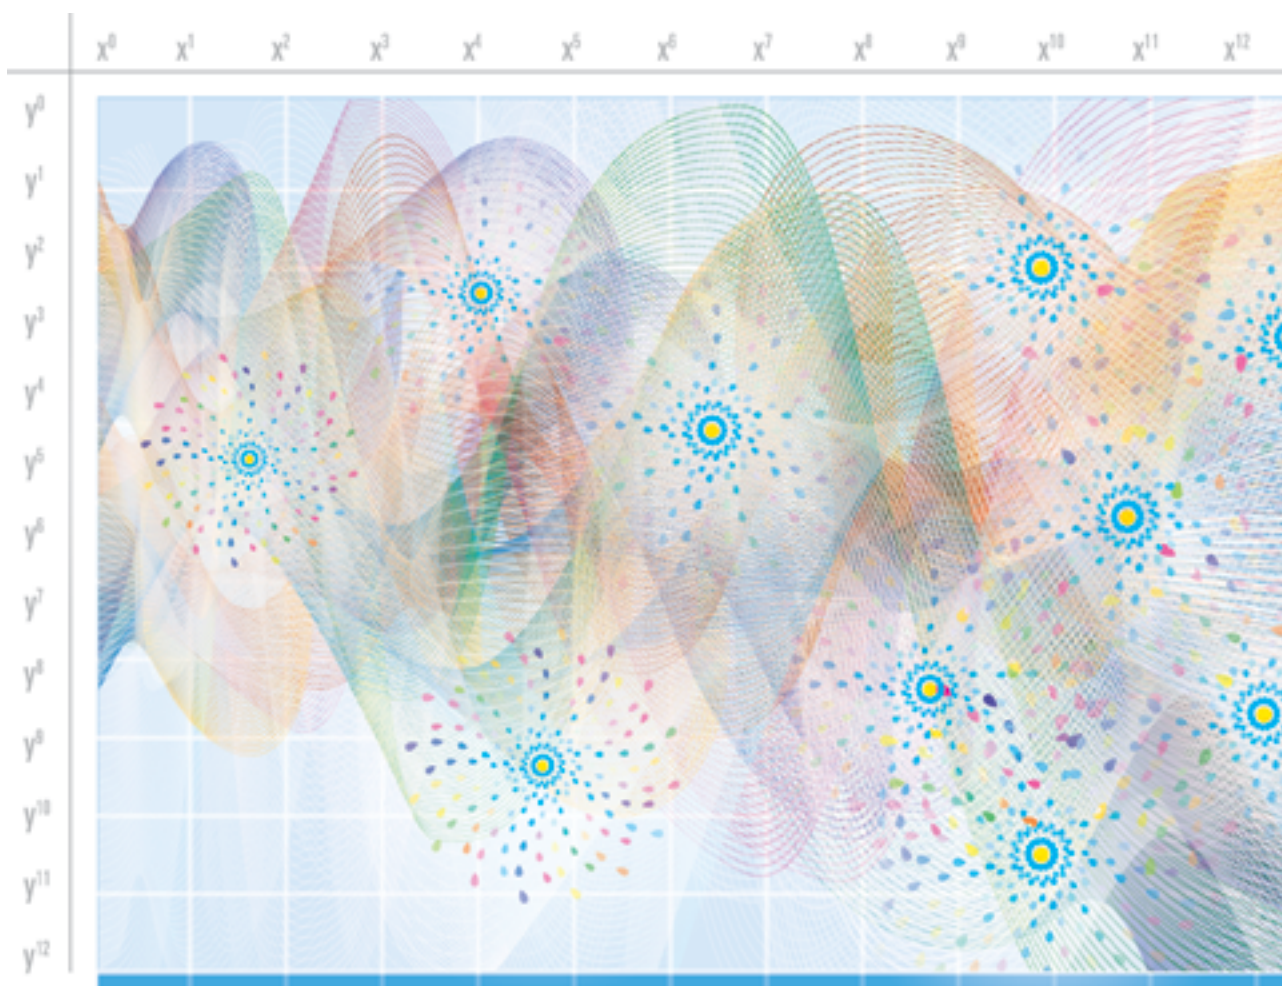 x⁰ x¹ x² x³ x⁴ x⁵ x⁶ x⁷ x⁸ x⁹ x¹⁰ x¹¹ x¹²
y⁰
y¹
y²
y³
y⁴
y⁵
y⁶
y⁷
y⁸
y⁹
y¹⁰
y¹¹
y¹²